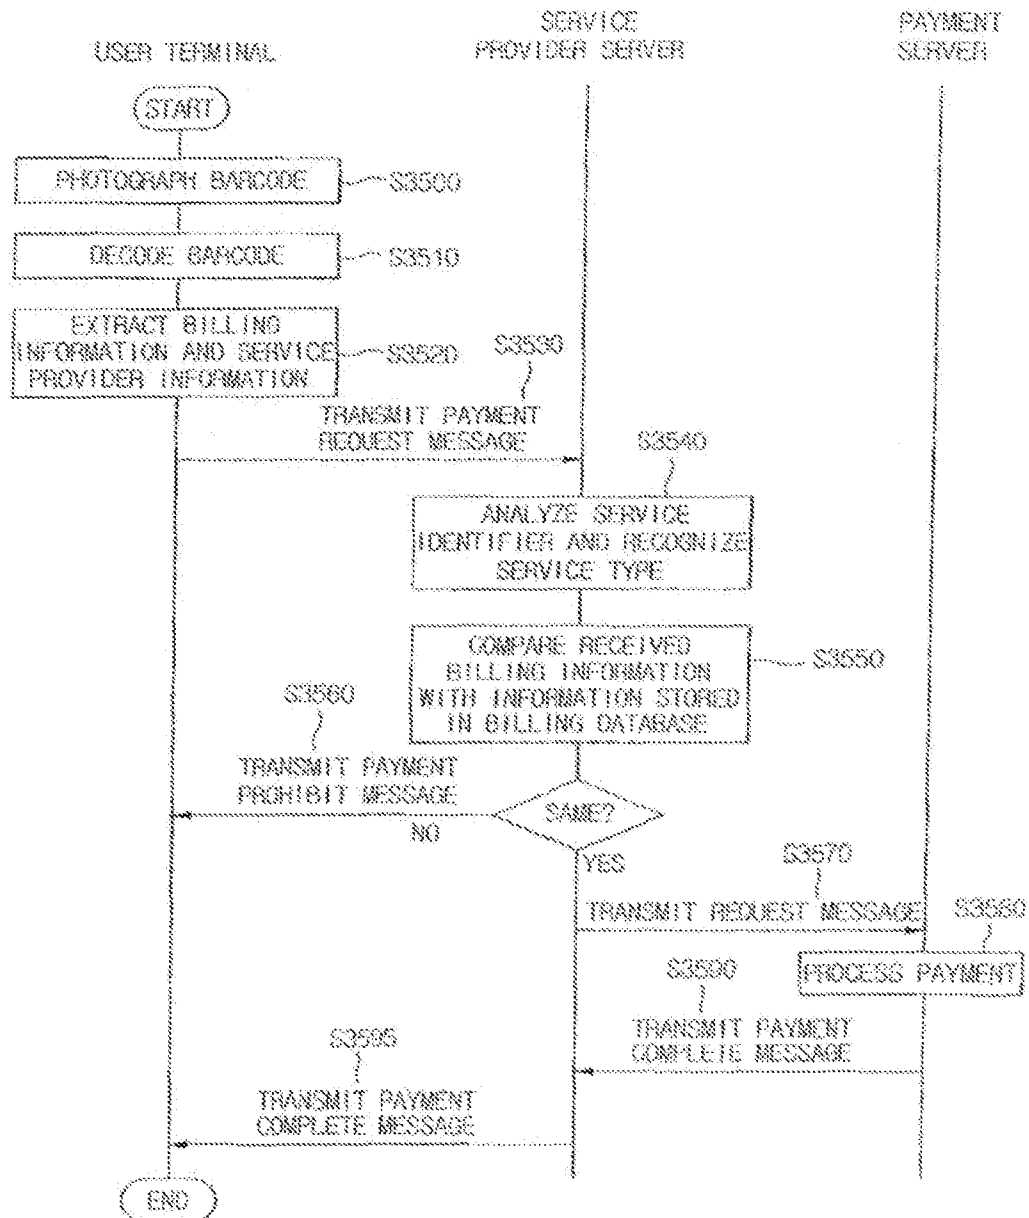 USER TERMINAL
SERVICE
PROVIDER SERVER
PAYMENT
SERVER
START
PHOTOGRAPH BARCODE
S3500
DECODE BARCODE
S3510
EXTRACT BILLING
INFORMATION AND SERVICE
PROVIDER INFORMATION
S3520
S3530
TRANSMIT PAYMENT
REQUEST MESSAGE
S3540
ANALYZE SERVICE
IDENTIFIER AND RECOGNIZE
SERVICE TYPE
COMPARE RECEIVED
BILLING INFORMATION
WITH INFORMATION STORED
IN BILLING DATABASE
S3550
S3560
TRANSMIT PAYMENT
PROHIBIT MESSAGE
SAME?
NO
YES
S3570
TRANSMIT REQUEST MESSAGE
S3580
PROCESS PAYMENT
S3590
TRANSMIT PAYMENT
COMPLETE MESSAGE
S3595
TRANSMIT PAYMENT
COMPLETE MESSAGE
END